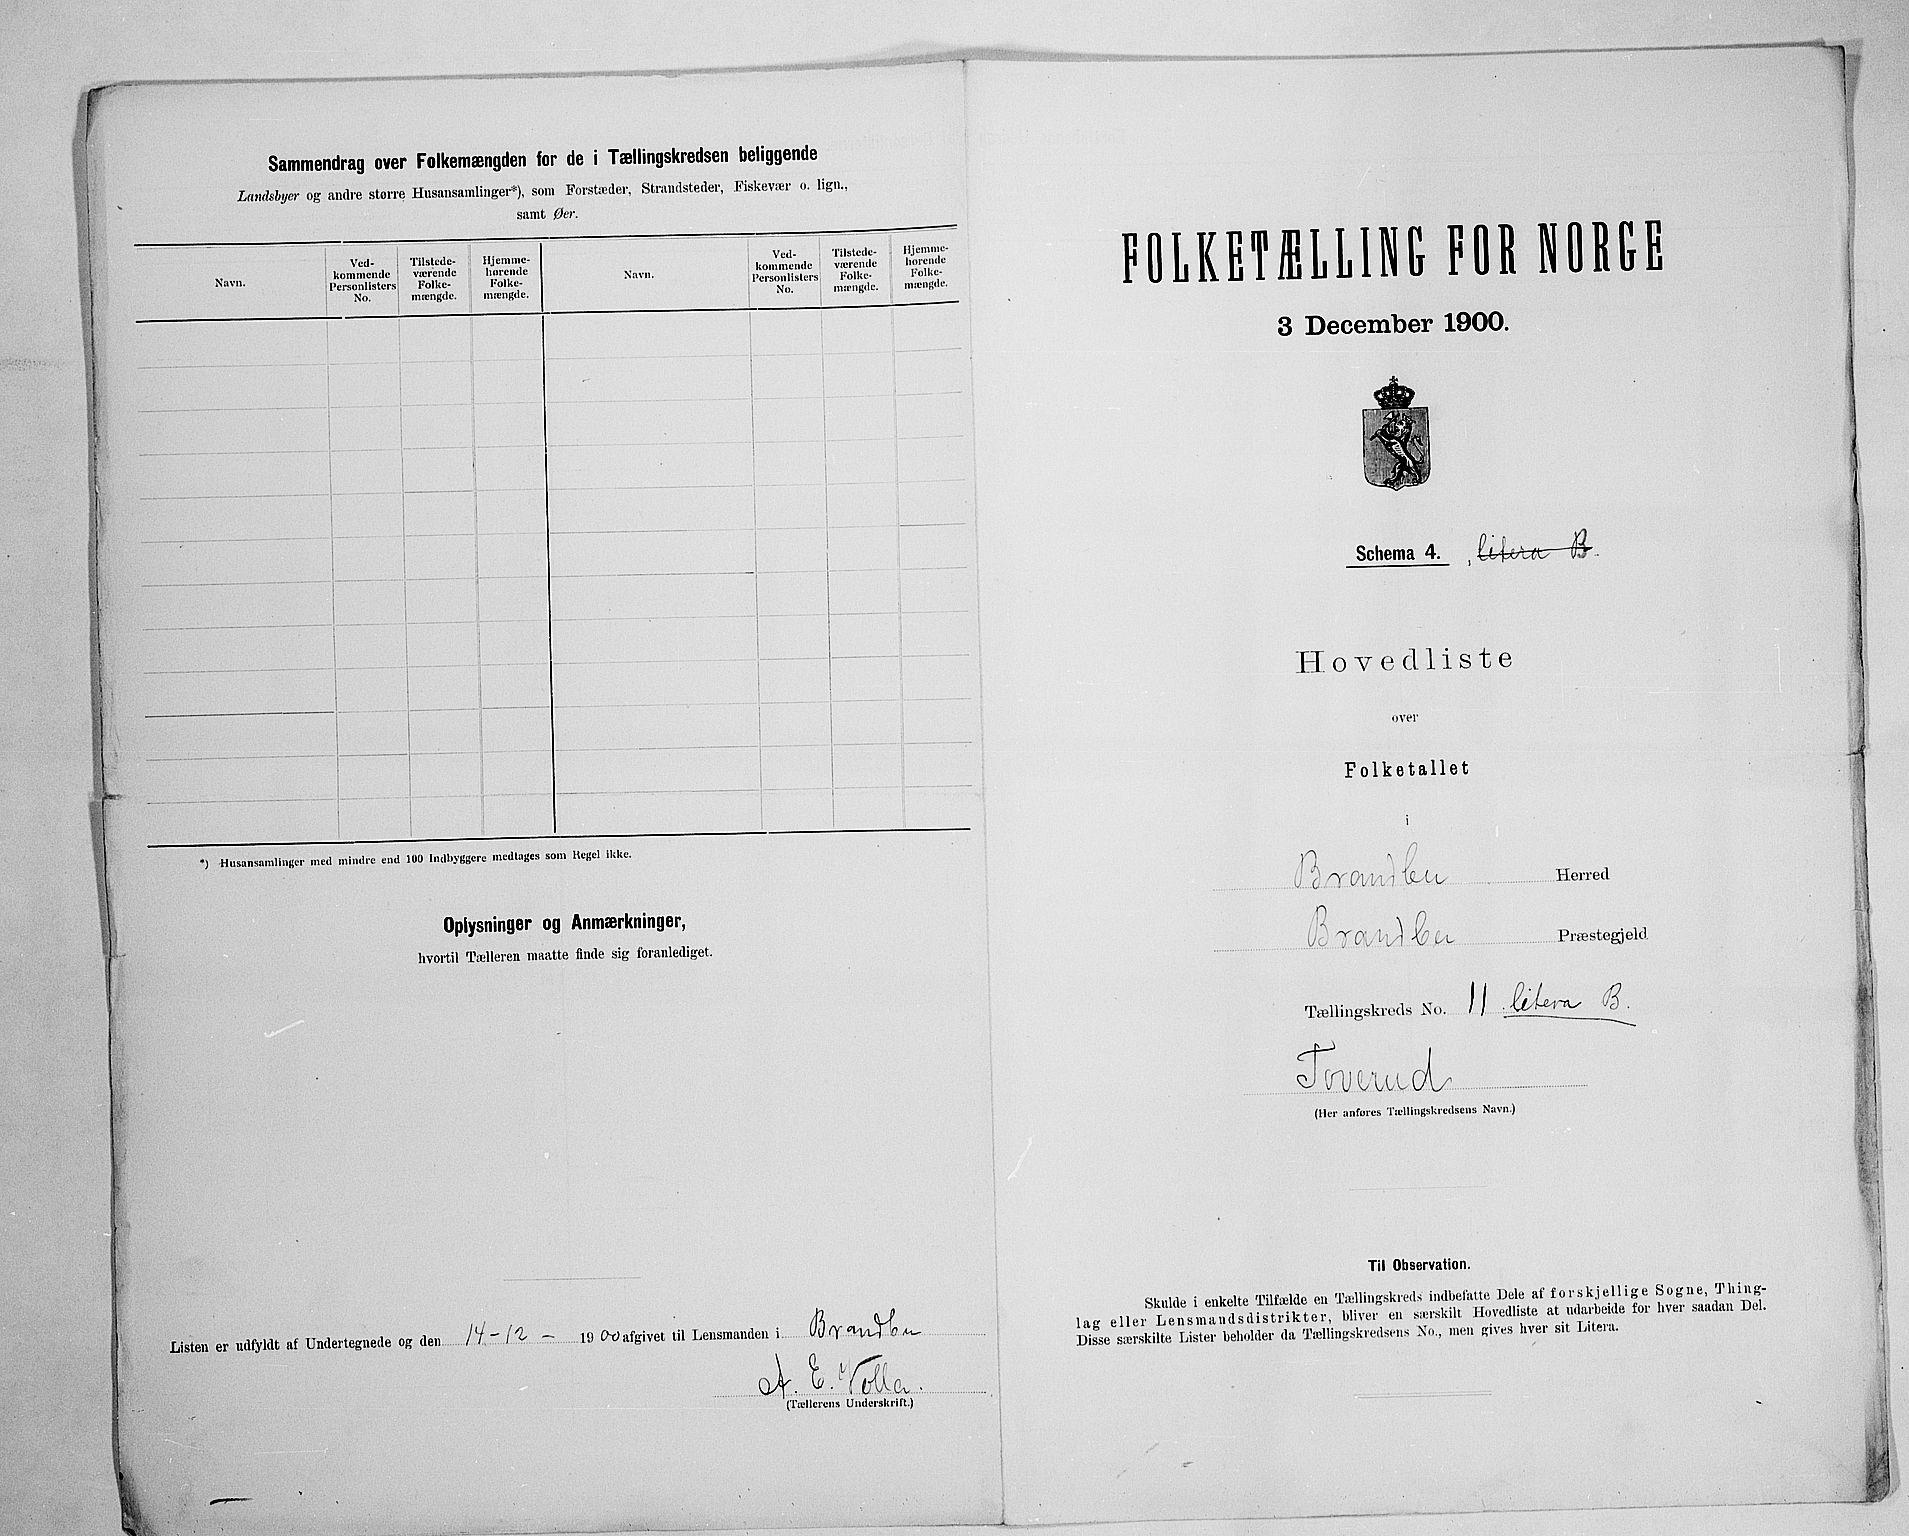 Sammendrag over Folkemængden for de i Tællingskredsen beliggende
Landsbyer og andre større Husansamlinger*), som Forstæder, Strandsteder, Fiskevær o. lign.,
samt Øer.
Navn.
Ved-
kommende
Personlisters
No.
Tilstede-
værende
Folke-
mængde.
Hjemme-
hørende
Folke-
mængde.
Navn.
Ved-
kommende
Personlisters
No.
Tilstede-
værende
Folke-
mængde.
Hjemme-
hørende
Folke-
mængde.
*) Husansamlinger med mindre end 100 Indbyggere medtages som Regel ikke.
Oplysninger og Anmærkninger,
hvortil Tælleren maatte finde sig foranlediget.
Listen er udfyldt af Undertegnede og den 14-12- 1900 afgivet til Lensmanden i Brandbu
A. E. Volla.
(Tællerens Underskrift.)
FOLKETÆLLING FOR NORGE
3 December 1900.
Schema 4. , litera B.
Hovedliste
over
Folketallet
i
Brandbu Herred
Brandbu Præstegjeld
Tællingskreds No. 11 litera B.
Toverud
(Her anføres Tællingskredsens Navn.)
Til Observation.
Skulde i enkelte Tilfælde en Tællingskreds indbefatte Dele af forskjellige Sogne, Thing-
lag eller Lensmandsdistrikter, bliver en særskilt Hovedliste at udarbeide for hver saadan Del.
Disse særskilte Lister beholder da Tællingskredsens No., men gives hver sit Litera.